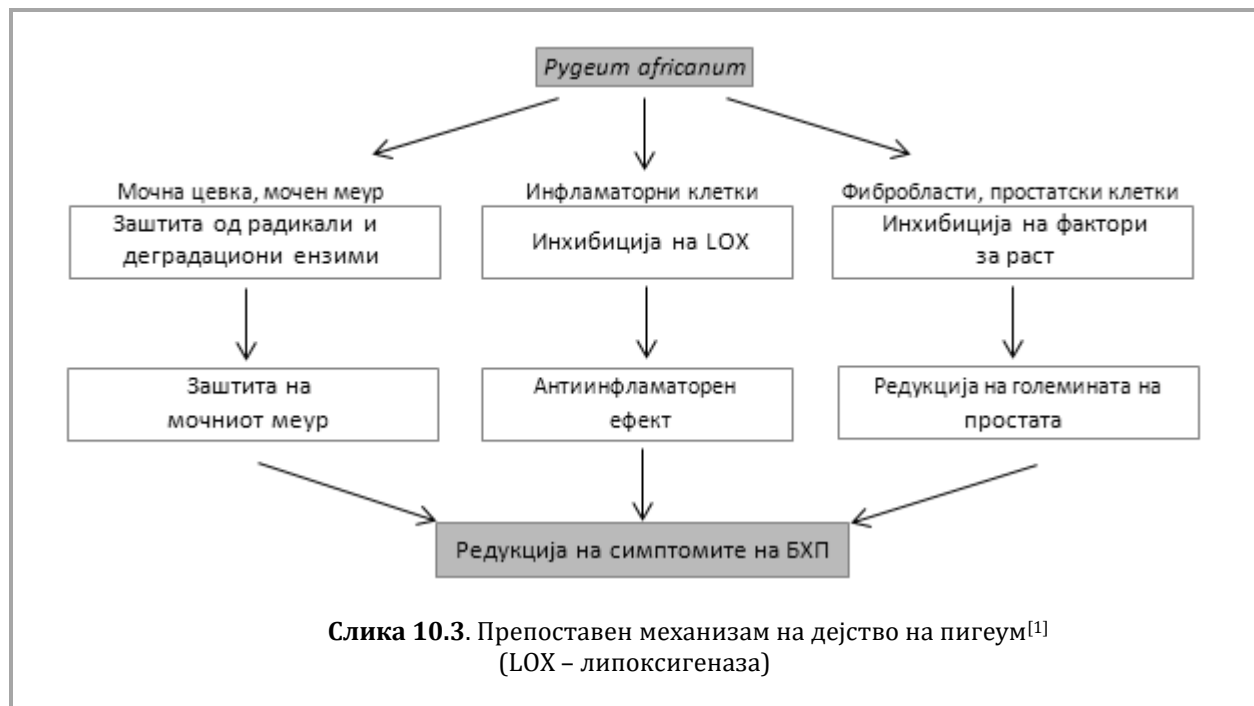 Pygeum africanum
Мочна цевка, мочен меур
Заштита од радикали и
деградациони ензими
Заштита на
мочниот меур
Инфламаторни клетки
Инхибиција на LOX
Антиинфламаторен
ефект
Фибробласти, простатски клетки
Инхибиција на фактори
за раст
Редукција на големината на
простата
Редукција на симптомите на БХП
Слика 10.3. Препоставен механизам на дејство на пигеум[1]
(LOX – липоксигеназа)